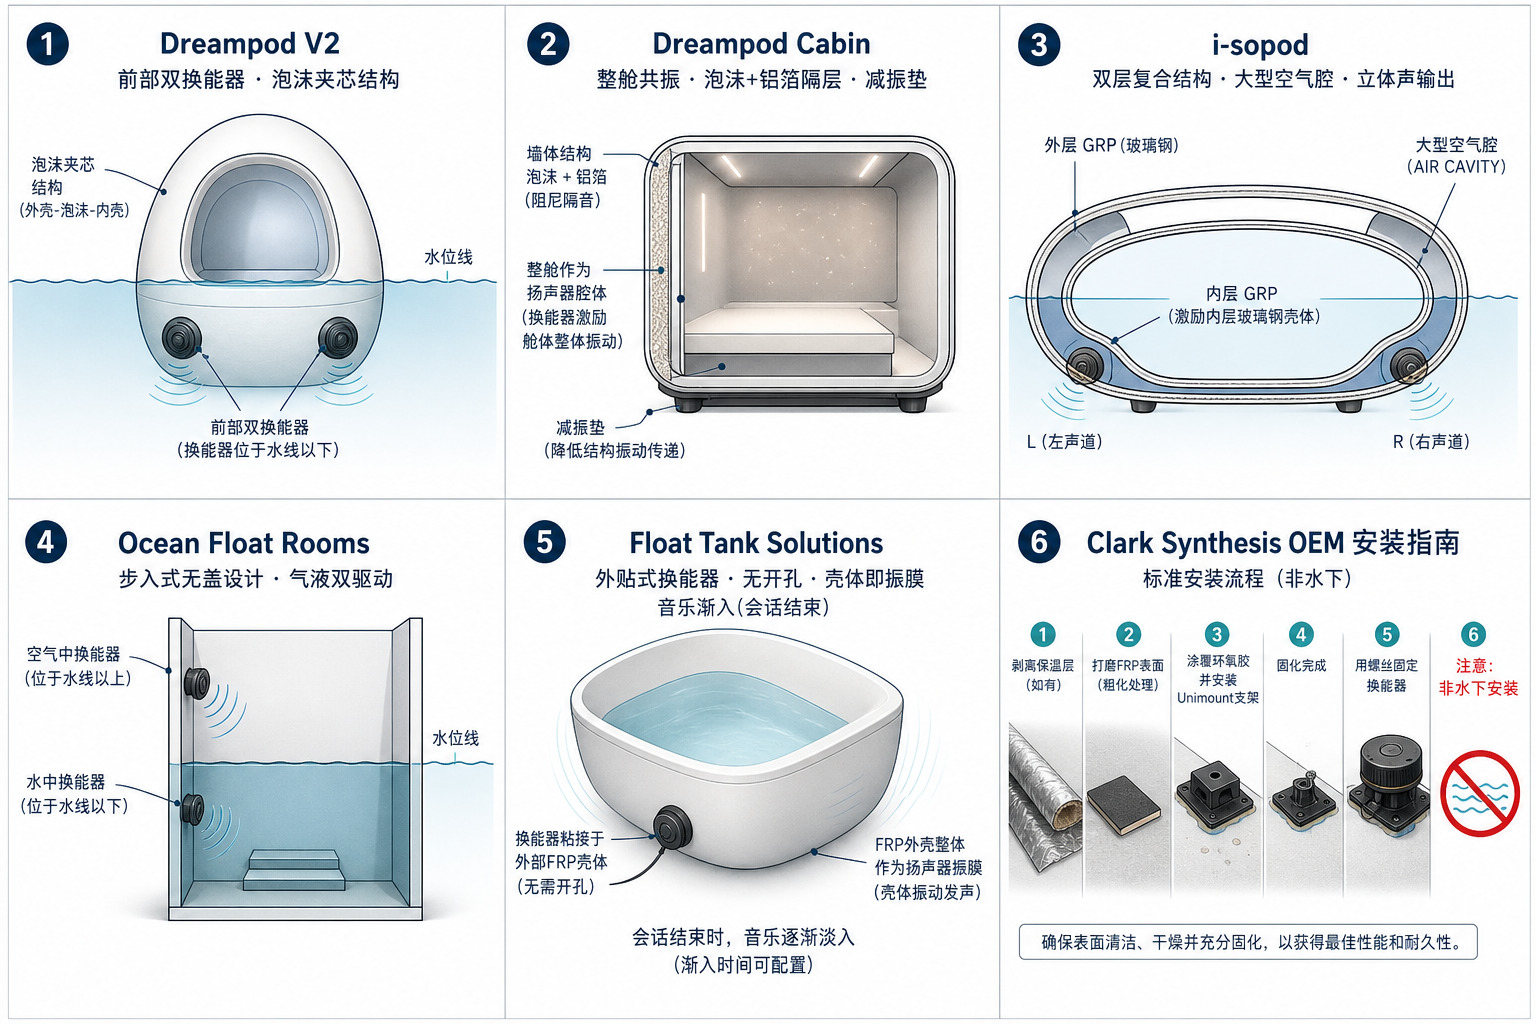 1
Dreampod V2
前部双换能器 · 泡沫夹芯结构
泡沫夹芯
结构
(外壳-泡沫-内壳)
水位线
前部双换能器
(换能器位于水线以下)
2
Dreampod Cabin
整舱共振 · 泡沫+铝箔隔层 · 减振垫
墙体结构
泡沫 + 铝箔
(阻尼隔音)
整舱作为
扬声器腔体
(换能器激励
舱体整体振动)
减振垫
(降低结构振动传递)
3
i-sopod
双层复合结构 · 大型空气腔 · 立体声输出
外层 GRP (玻璃钢)
大型空气腔
(AIR CAVITY)
内层 GRP
(激励内层玻璃钢壳体)
L (左声道)
R (右声道)
4
Ocean Float Rooms
步入式无盖设计 · 气液双驱动
空气中换能器
(位于水线以上)
水位线
水中换能器
(位于水线以下)
5
Float Tank Solutions
外贴式换能器 · 无开孔 · 壳体即振膜
音乐渐入(会话结束)
换能器粘接于
外部FRP壳体
(无需开孔)
FRP外壳整体
作为扬声器振膜
(壳体振动发声)
会话结束时，音乐逐渐淡入
(渐入时间可配置)
6
Clark Synthesis OEM 安装指南
标准安装流程（非水下）
1
剥离保温层
(如有)
2
打磨FRP表面
(粗化处理)
3
涂覆环氧胶
并安装
Unimount支架
4
固化完成
5
用螺丝固定
换能器
6
注意：
非水下安装
确保表面清洁、干燥并充分固化，以获得最佳性能和耐久性。